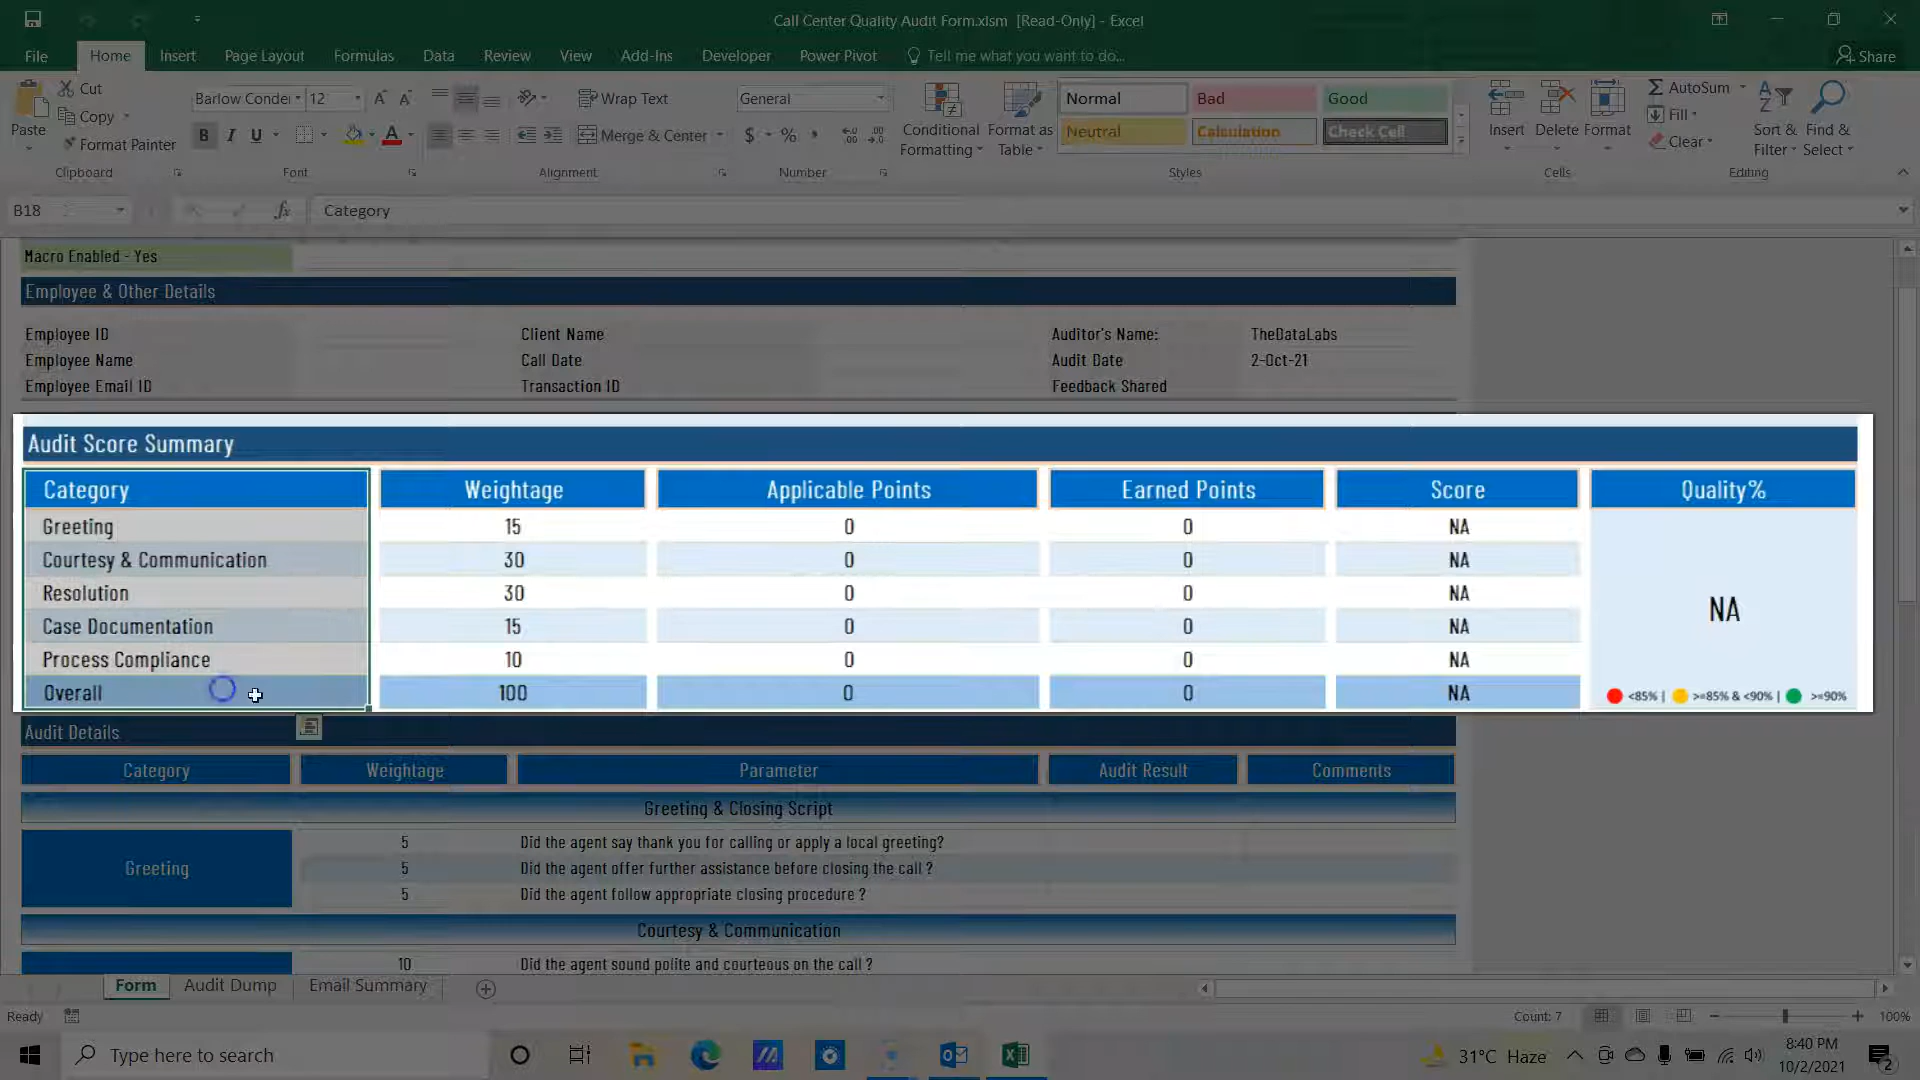 Call Center Quality Audit Form.xlsm [Read-Only] - Excel
File Home Insert Page Layout Formulas Data Review View Add-Ins Developer Power Pivot Tell me what you want to do... Share
Paste Cut Copy Format Painter
Clipboard
Barlow Conder 12
B I U A
Font
Wrap Text
Merge & Center
Alignment
General
$ % ,
Number
Conditional Formatting
Format as Table
Normal Bad Good
Neutral Calculation Check Cell
Styles
Insert Delete Format
Cells
AutoSum
Fill
Clear
Sort & Filter
Find & Select
Editing
B18 fx Category
Macro Enabled - Yes
Employee & Other Details
Employee ID Client Name Auditor's Name: TheDataLabs
Employee Name Call Date Audit Date 2-Oct-21
Employee Email ID Transaction ID Feedback Shared
Audit Score Summary
Category Weightage Applicable Points Earned Points Score Quality%
Greeting 15 0 0 NA
Courtesy & Communication 30 0 0 NA
Resolution 30 0 0 NA
NA
Case Documentation 15 0 0 NA
Process Compliance 10 0 0 NA
Overall 100 0 0 NA <85% | >=85% & <90% | >=90%
Audit Details
Category Weightage Parameter Audit Result Comments
Greeting & Closing Script
Greeting
5 Did the agent say thank you for calling or apply a local greeting?
5 Did the agent offer further assistance before closing the call ?
5 Did the agent follow appropriate closing procedure ?
Courtesy & Communication
10 Did the agent sound polite and courteous on the call ?
Form Audit Dump Email Summary
Ready Count: 7 100%
Type here to search 31°C Haze 8:40 PM
10/2/2021 2